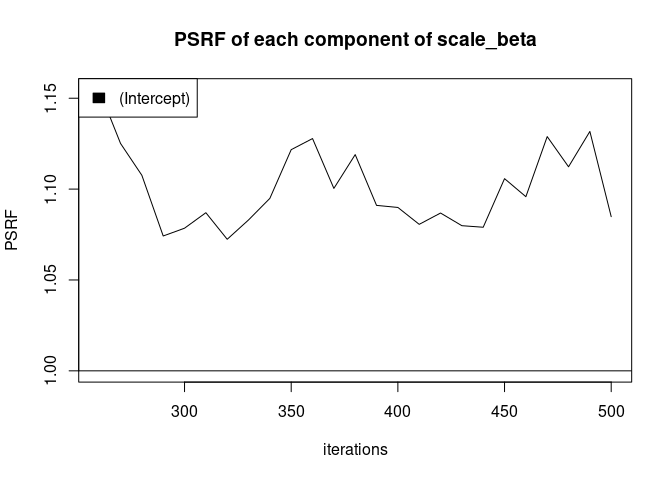 PSRF of each component of scale_beta
(Intercept)
1.15
1.10
1.05
1.00
PSRF
300 350 400 450 500
iterations